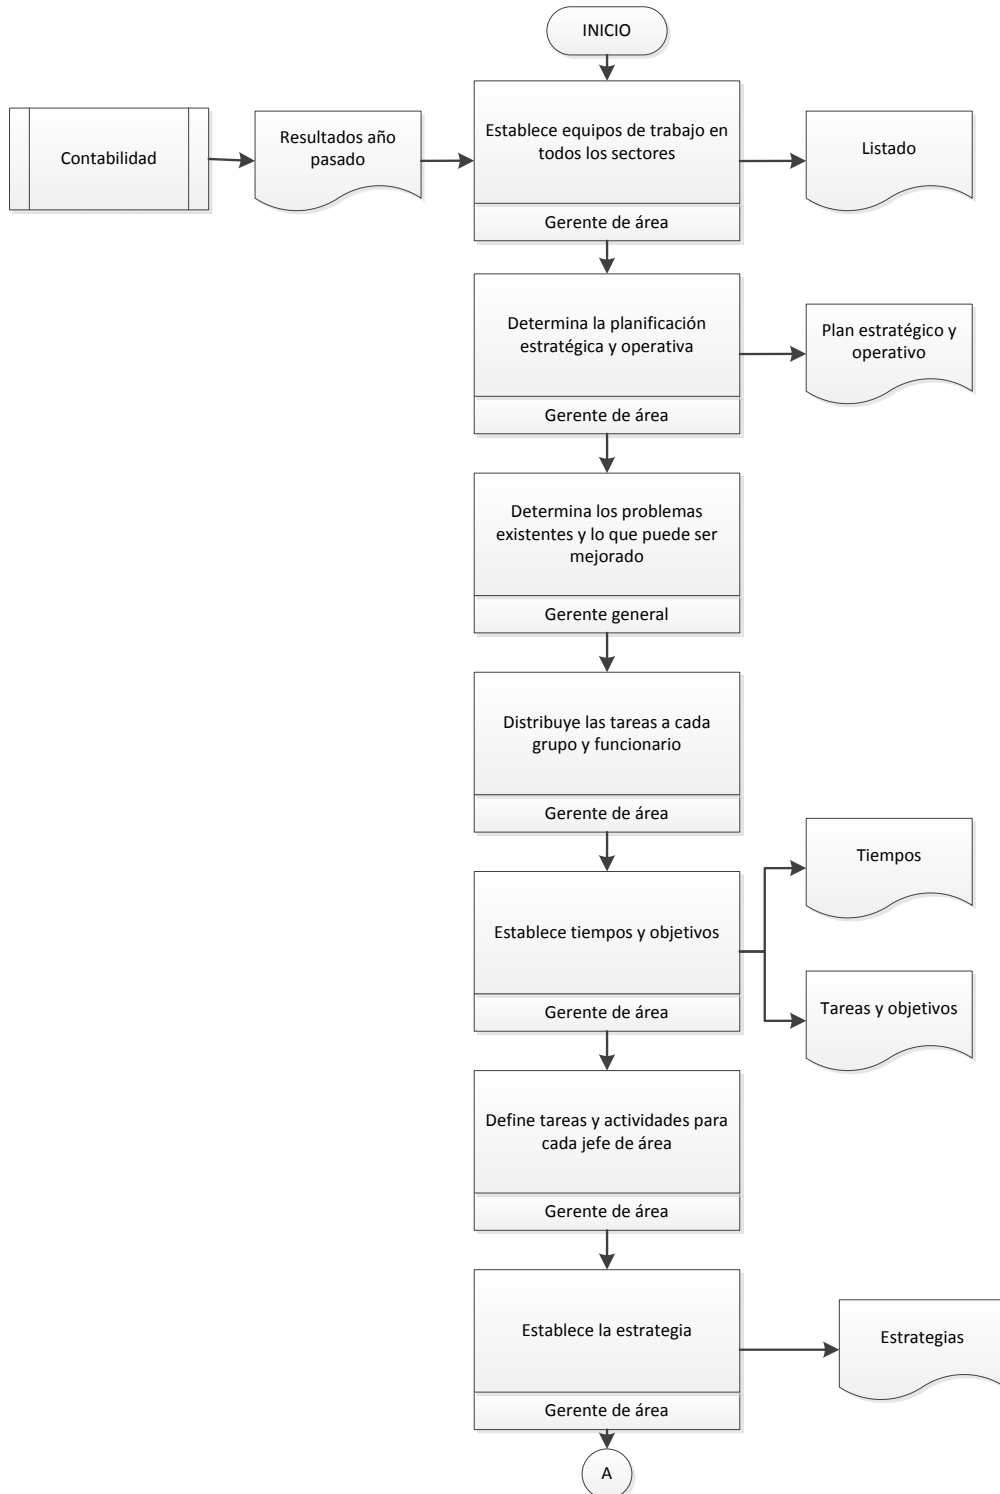 INICIO
Contabilidad
Resultados año
pasado
Establece equipos de trabajo en
todos los sectores
Gerente de área
Listado
Determina la planificación
estratégica y operativa
Gerente de área
Plan estratégico y
operativo
Determina los problemas
existentes y lo que puede ser
mejorado
Gerente general
Distribuye las tareas a cada
grupo y funcionario
Gerente de área
Establece tiempos y objetivos
Gerente de área
Tiempos
Tareas y objetivos
Define tareas y actividades para
cada jefe de área
Gerente de área
Establece la estrategia
Gerente de área
Estrategias
A